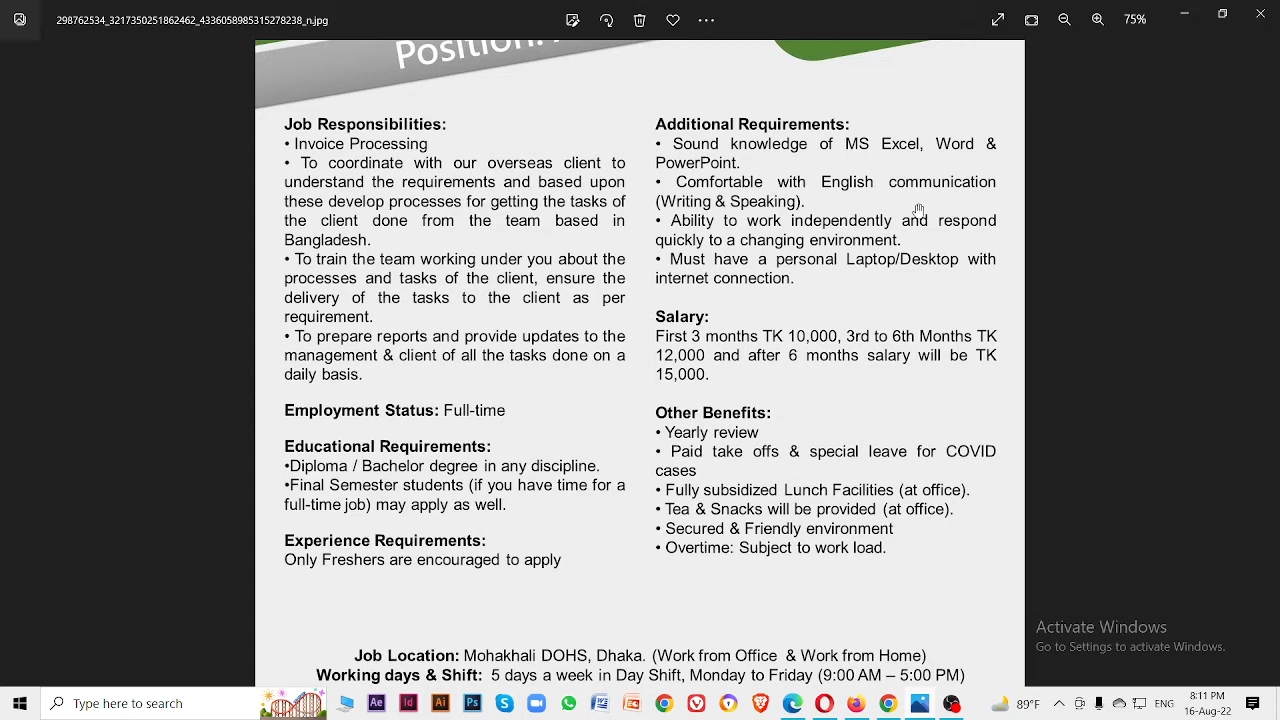 298762534_3217350251862462_433605898531527​8238_n.jpg
75%
Position:
Job Responsibilities:
• Invoice Processing
• To coordinate with our overseas client to
understand the requirements and based upon
these develop processes for getting the tasks of
the client done from the team based in
Bangladesh.
• To train the team working under you about the
processes and tasks of the client, ensure the
delivery of the tasks to the client as per
requirement.
• To prepare reports and provide updates to the
management & client of all the tasks done on a
daily basis.
Employment Status: Full-time
Educational Requirements:
•Diploma / Bachelor degree in any discipline.
•Final Semester students (if you have time for a
full-time job) may apply as well.
Experience Requirements:
Only Freshers are encouraged to apply
Additional Requirements:
• Sound knowledge of MS Excel, Word &
PowerPoint.
• Comfortable with English communication
(Writing & Speaking).
• Ability to work independently and respond
quickly to a changing environment.
• Must have a personal Laptop/Desktop with
internet connection.
Salary:
First 3 months TK 10,000, 3rd to 6th Months TK
12,000 and after 6 months salary will be TK
15,000.
Other Benefits:
• Yearly review
• Paid take offs & special leave for COVID
cases
• Fully subsidized Lunch Facilities (at office).
• Tea & Snacks will be provided (at office).
• Secured & Friendly environment
• Overtime: Subject to work load.
Job Location: Mohakhali DOHS, Dhaka. (Work from Office & Work from Home)
Working days & Shift: 5 days a week in Day Shift, Monday to Friday (9:00 AM – 5:00 PM)
Activate Windows
Go to Settings to activate Windows.
Type here to search
Ae
Id
Ai
Ps
89°F
8:11 PM
16-Aug-22